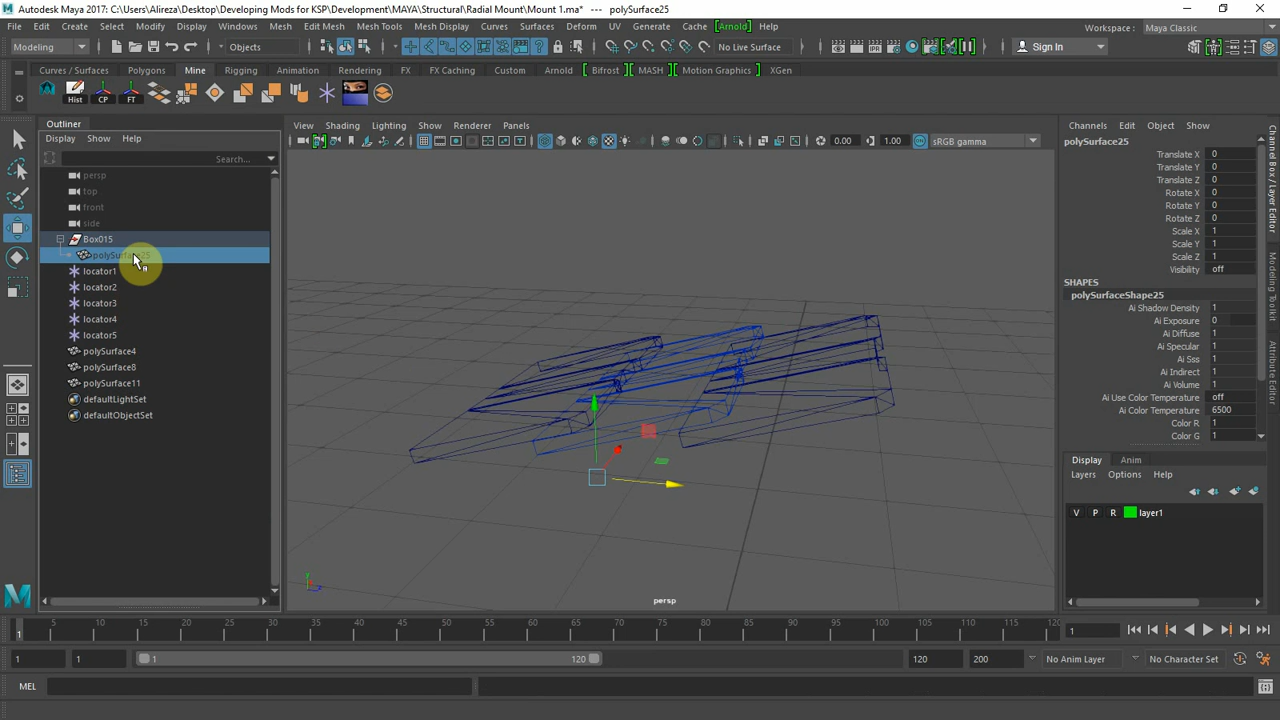 Autodesk Maya 2017: C:\Users\Alireza\Desktop\Developing Mods for KSP\Development\MAYA\Structural\Radial Mount\Mount 1.ma* --- polySurface25
File Edit Create Select Modify Display Windows Mesh Edit Mesh Mesh Tools Mesh Display Curves Surfaces Deform UV Generate Cache [Arnold] Help
Workspace : Maya Classic
Modeling
Objects
No Live Surface
Sign In
Curves / Surfaces Polygons Mine Rigging Animation Rendering FX FX Caching Custom Arnold Bifrost MASH Motion Graphics XGen
Hist CP FT
Outliner
Display Show Help
Search...
persp
top
front
side
Box015
polySurface25
locator1
locator2
locator3
locator4
locator5
polySurface4
polySurface8
polySurface11
defaultLightSet
defaultObjectSet
View Shading Lighting Show Renderer Panels
0.00 1.00 sRGB gamma
persp
Channels Edit Object Show
polySurface25
Translate X 0
Translate Y 0
Translate Z 0
Rotate X 0
Rotate Y 0
Rotate Z 0
Scale X 1
Scale Y 1
Scale Z 1
Visibility off
SHAPES
polySurfaceShape25
Ai Shadow Density 1
Ai Exposure 0
Ai Diffuse 1
Ai Specular 1
Ai Sss 1
Ai Indirect 1
Ai Volume 1
Ai Use Color Temperature off
Ai Color Temperature 6500
Color R 1
Color G 1
Display Anim
Layers Options Help
V P R layer1
Channel Box / Layer Editor
Modeling Toolkit
Attribute Editor
5 10 15 20 25 30 35 40 45 50 55 60 65 70 75 80 85 90 95 100 105 110 115 120
1
1
1 1 1 120 120 200 No Anim Layer No Character Set
MEL